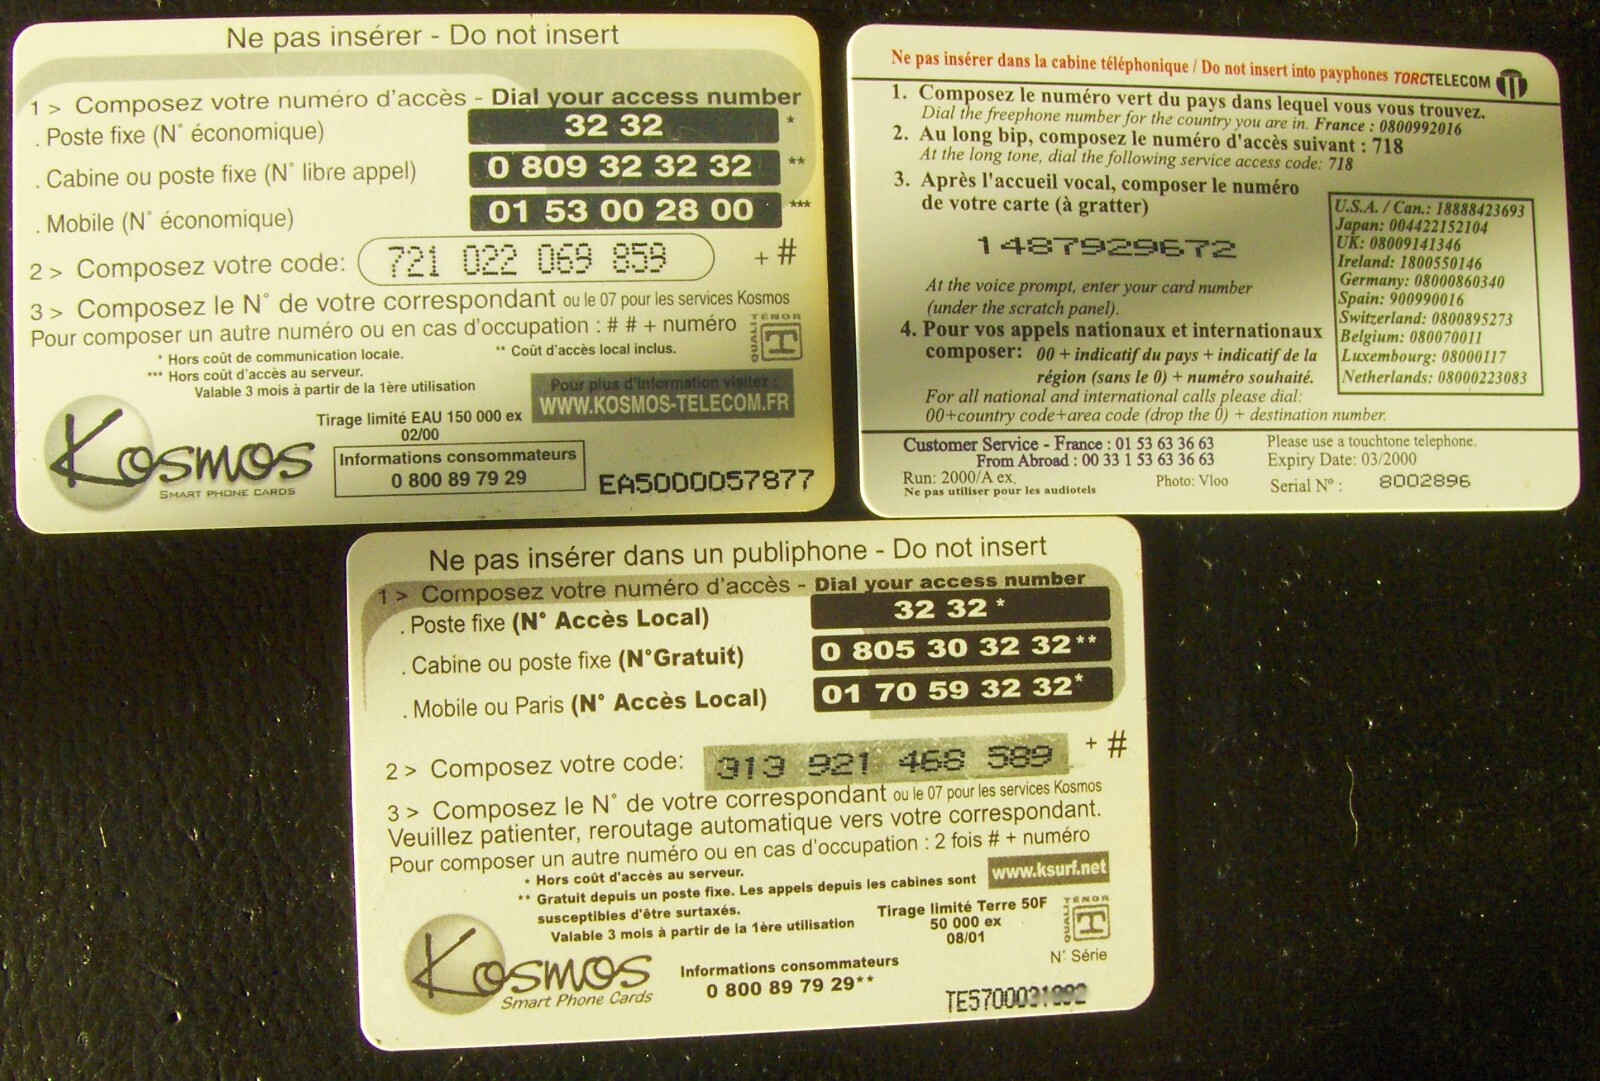 Ne pas insérer - Do not insert
1 > Composez votre numéro d'accès - Dial your access number
. Poste fixe (N° économique) 32 32 *
. Cabine ou poste fixe (N° libre appel) 0 809 32 32 32 **
. Mobile (N° économique) 01 53 00 28 00 ***
2 > Composez votre code: 721 022 069 859 + #
3 > Composez le N° de votre correspondant ou le 07 pour les services Kosmos
Pour composer un autre numéro ou en cas d'occupation : # # + numéro
TÉNOR
QUALITÉ
T
* Hors coût de communication locale. ** Coût d'accès local inclus.
*** Hors coût d'accès au serveur.
Valable 3 mois à partir de la 1ère utilisation
Pour plus d'information visitez :
WWW.KOSMOS-TELECOM.FR
Tirage limité EAU 150 000 ex
02/00
Kosmos
SMART PHONE CARDS
Informations consommateurs
0 800 89 79 29
EA5000057877
Ne pas insérer dans la cabine téléphonique / Do not insert into payphones TORCTELECOM
1. Composez le numéro vert du pays dans lequel vous vous trouvez.
Dial the freephone number for the country you are in. France : 0800992016
2. Au long bip, composez le numéro d'accès suivant : 718
At the long tone, dial the following service access code: 718
3. Après l'accueil vocal, composer le numéro
de votre carte (à gratter)
1487929672
At the voice prompt, enter your card number
(under the scratch panel).
4. Pour vos appels nationaux et internationaux
composer: 00 + indicatif du pays + indicatif de la
région (sans le 0) + numéro souhaité.
For all national and international calls please dial:
00+country code+area code (drop the 0) + destination number.
U.S.A. / Can.: 18888423693
Japan: 004422152104
UK: 08009141346
Ireland: 1800550146
Germany: 08000860340
Spain: 900990016
Switzerland: 0800895273
Belgium: 080070011
Luxembourg: 08000117
Netherlands: 08000223083
Customer Service - France : 01 53 63 36 63
From Abroad : 00 33 1 53 63 36 63
Run: 2000/A ex.
Ne pas utiliser pour les audiotels
Photo: Vloo
Please use a touchtone telephone.
Expiry Date: 03/2000
Serial N° : 8002896
Ne pas insérer dans un publiphone - Do not insert
1 > Composez votre numéro d'accès - Dial your access number
. Poste fixe (N° Accès Local) 32 32 *
. Cabine ou poste fixe (N°Gratuit) 0 805 30 32 32**
. Mobile ou Paris (N° Accès Local) 01 70 59 32 32*
2 > Composez votre code: 313 921 468 589 + #
3 > Composez le N° de votre correspondant ou le 07 pour les services Kosmos
Veuillez patienter, reroutage automatique vers votre correspondant.
Pour composer un autre numéro ou en cas d'occupation : 2 fois # + numéro
* Hors coût d'accès au serveur.
** Gratuit depuis un poste fixe. Les appels depuis les cabines sont
susceptibles d'être surtaxés.
Valable 3 mois à partir de la 1ère utilisation
www.ksurf.net
Tirage limité Terre 50F
50 000 ex
08/01
TÉNOR
QUALITÉ
T
N° Série
Kosmos
Smart Phone Cards
Informations consommateurs
0 800 89 79 29**